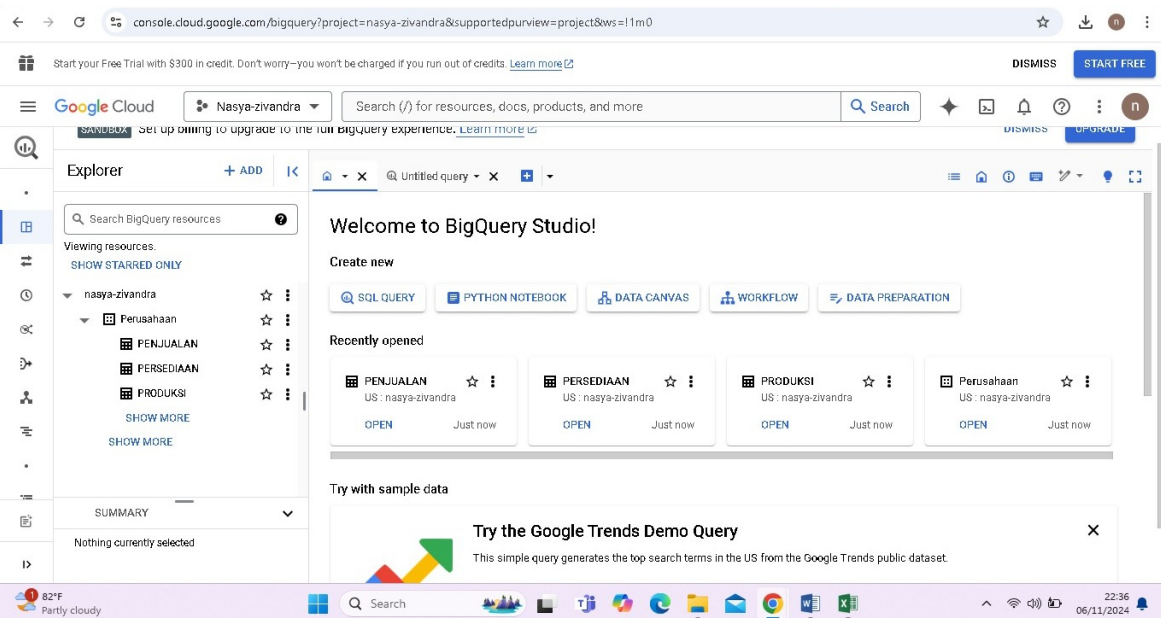 console.cloud.google.com/bigquery?project=nasya-zivandra&supportedpurview=project&ws=!1m0
n
Start your Free Trial with $300 in credit. Don't worry—you won't be charged if you run out of credits. Learn more
DISMISS
START FREE
Google Cloud
Nasya-zivandra
Search (/) for resources, docs, products, and more
Search
n
SANDBOX Set up billing to upgrade to the full BigQuery experience. Learn more
DISMISS
UPGRADE
Explorer
+ ADD
Untitled query
Search BigQuery resources
Viewing resources.
SHOW STARRED ONLY
nasya-zivandra
Perusahaan
PENJUALAN
PERSEDIAAN
PRODUKSI
SHOW MORE
SHOW MORE
SUMMARY
Nothing currently selected
Welcome to BigQuery Studio!
Create new
SQL QUERY
PYTHON NOTEBOOK
DATA CANVAS
WORKFLOW
DATA PREPARATION
Recently opened
PENJUALAN
US : nasya-zivandra
OPEN
Just now
PERSEDIAAN
US : nasya-zivandra
OPEN
Just now
PRODUKSI
US : nasya-zivandra
OPEN
Just now
Perusahaan
US : nasya-zivandra
OPEN
Just now
Try with sample data
Try the Google Trends Demo Query
This simple query generates the top search terms in the US from the Google Trends public dataset.
1
82°F
Partly cloudy
Search
22:36
06/11/2024